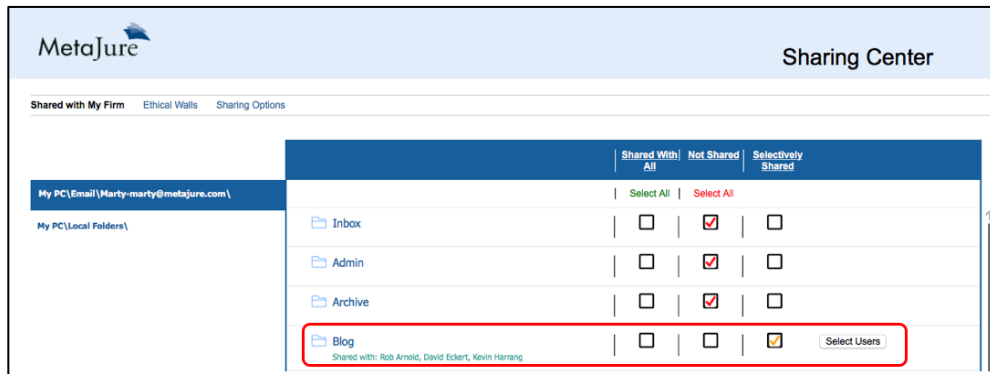 MetaJure
Sharing Center
Shared with My Firm Ethical Walls Sharing Options
Shared With All Not Shared Selectively Shared
My PC\Email\Marty-marty@metajure.com\
Select All Select All
My PC\Local Folders\
Inbox
Admin
Archive
Blog
Select Users
Shared with: Rob Arnold, David Eckert, Kevin Harrang